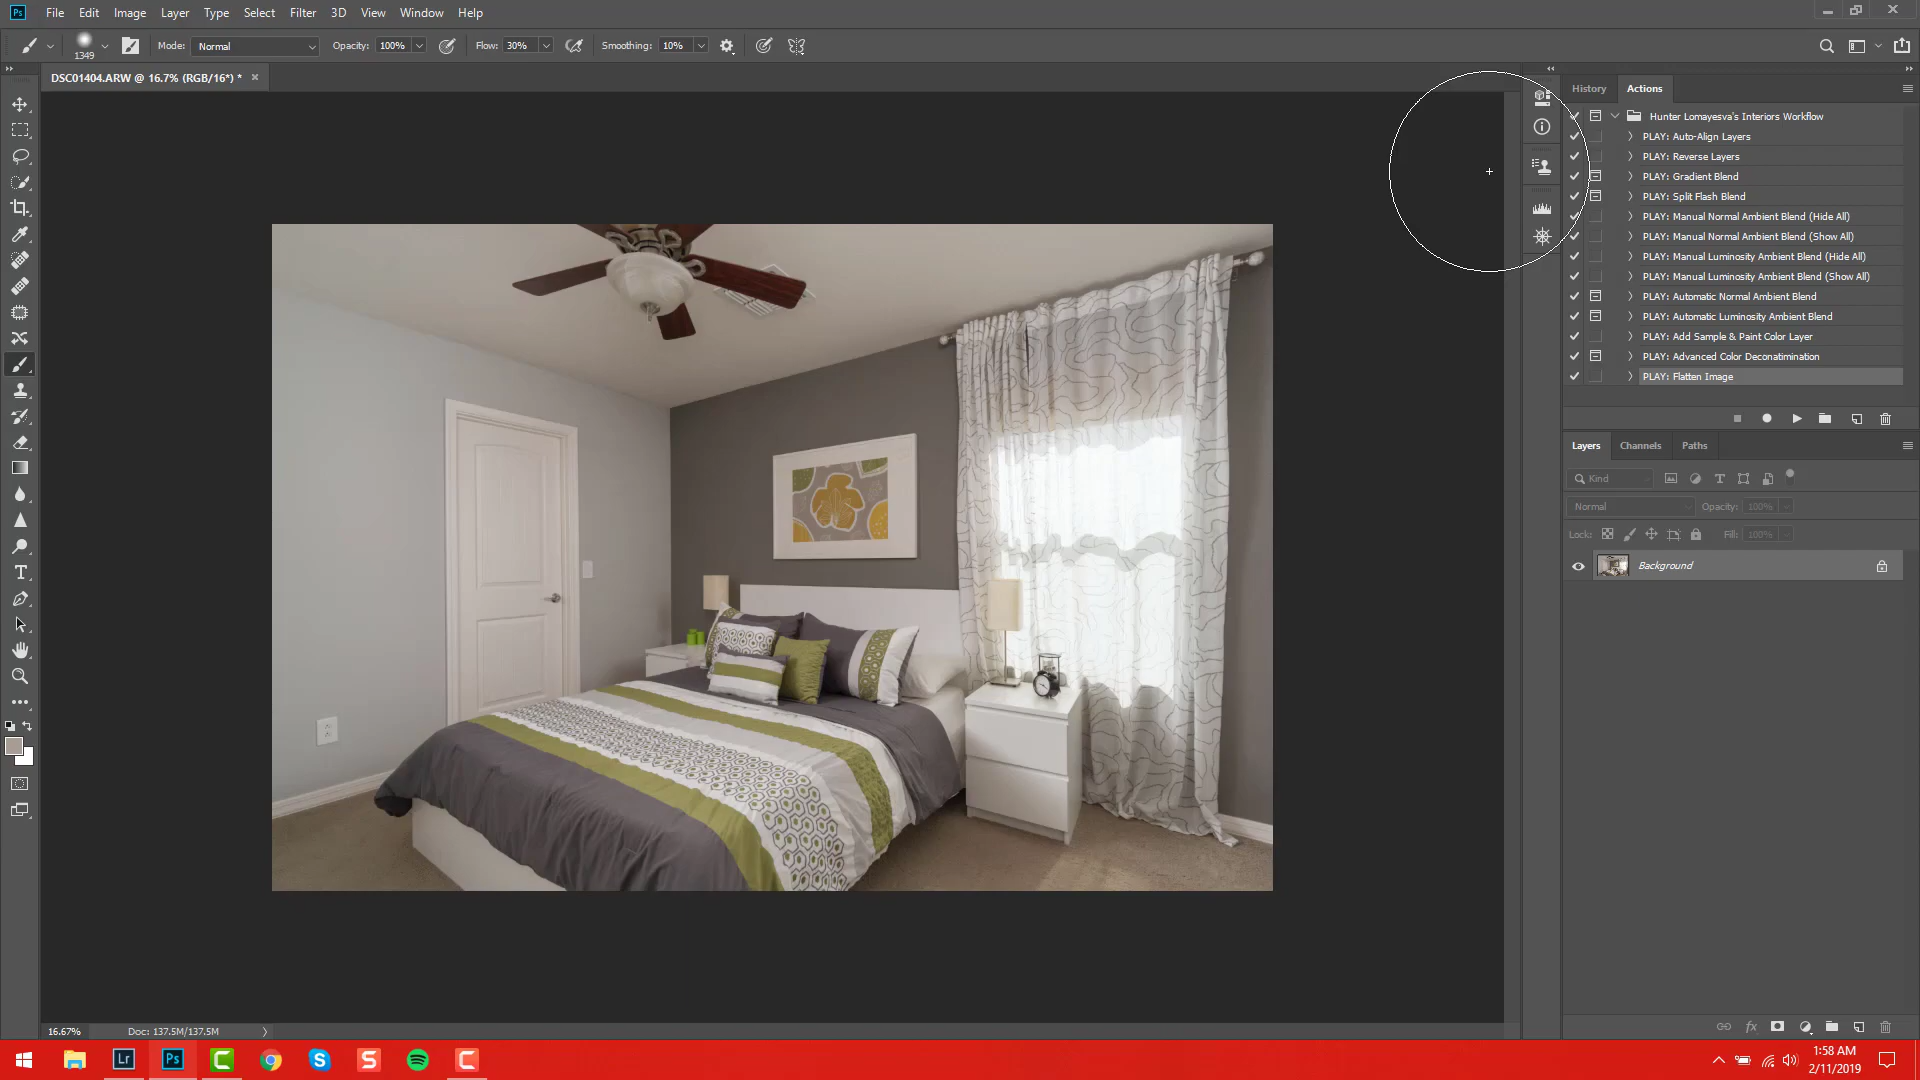 Ps File Edit Image Layer Type Select Filter 3D View Window Help
1349 Mode: Normal Opacity: 100% Flow: 30% Smoothing: 10%
DSC01404.ARW @ 16.7% (RGB/16*) * ×
History Actions
Hunter Lomayesva's Interiors Workflow
PLAY: Auto-Align Layers
PLAY: Reverse Layers
PLAY: Gradient Blend
PLAY: Split Flash Blend
PLAY: Manual Normal Ambient Blend (Hide All)
PLAY: Manual Normal Ambient Blend (Show All)
PLAY: Manual Luminosity Ambient Blend (Hide All)
PLAY: Manual Luminosity Ambient Blend (Show All)
PLAY: Automatic Normal Ambient Blend
PLAY: Automatic Luminosity Ambient Blend
PLAY: Add Sample & Paint Color Layer
PLAY: Advanced Color Decontatimination
PLAY: Flatten Image
Layers Channels Paths
Kind
Normal Opacity: 100%
Lock: Fill: 100%
Background
16.67% Doc: 137.5M/137.5M
Lr Ps C S S C
1:58 AM
2/11/2019